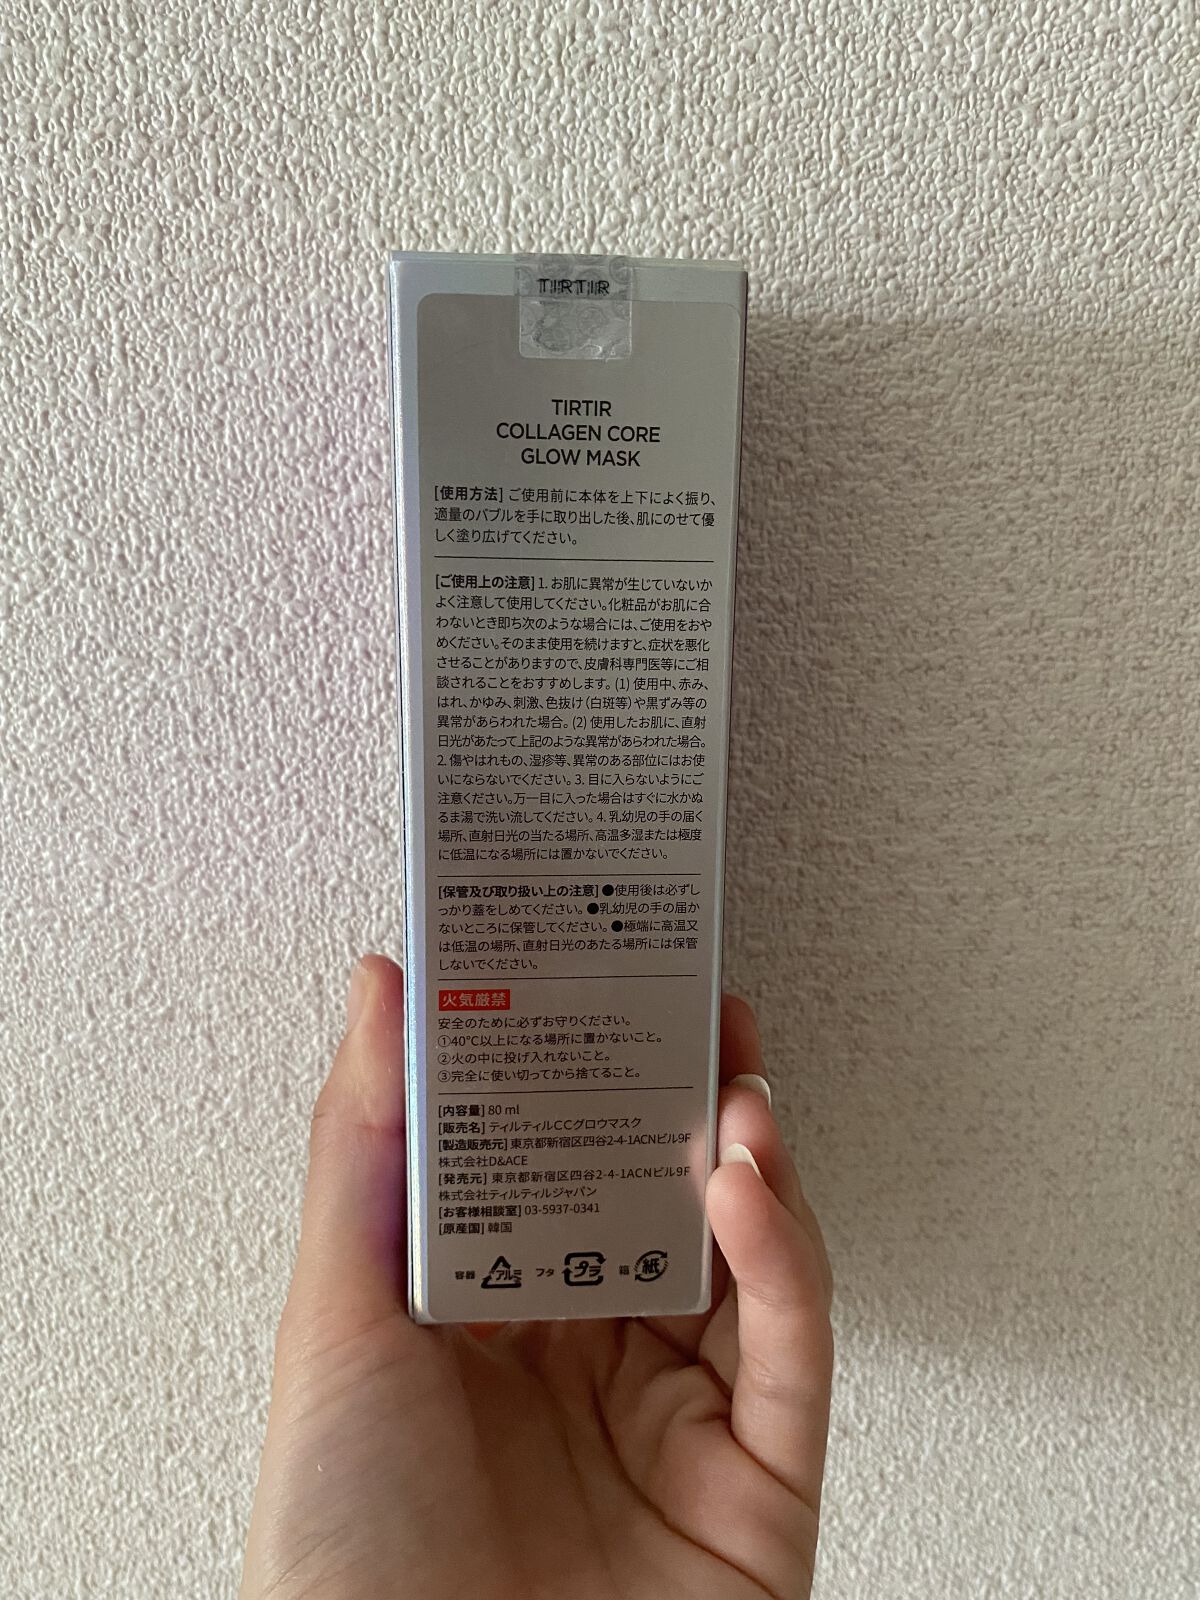 TIRTIR
TIRTIR
COLLAGEN CORE
GLOW MASK
[使用方法] ご使用前に本体を上下によく振り、
適量のバブルを手に取り出した後、肌にのせて優
しく塗り広げてください。
[ご使用上の注意] 1. お肌に異常が生じていないか
よく注意して使用してください。化粧品がお肌に合
わないとき即ち次のような場合には、ご使用をおや
めください。そのまま使用を続けますと、症状を悪化
させることがありますので、皮膚科専門医等にご相
談されることをおすすめします。(1) 使用中、赤み、
はれ、かゆみ、刺激、色抜け(白斑等)や黒ずみ等の
異常があらわれた場合。(2) 使用したお肌に、直射
日光があたって上記のような異常があらわれた場合。
2. 傷やはれもの、湿疹等、異常のある部位にはお使
いにならないでください。3. 目に入らないようにご
注意ください。万一目に入った場合はすぐに水かぬ
るま湯で洗い流してください。4. 乳幼児の手の届く
場所、直射日光の当たる場所、高温多湿または極度
に低温になる場所には置かないでください。
[保管及び取り扱い上の注意] ●使用後は必ずし
っかり蓋をしめてください。●乳幼児の手の届か
ないところに保管してください。●極端に高温又
は低温の場所、直射日光のあたる場所には保管
しないでください。
火気厳禁
安全のために必ずお守りください。
①40℃以上になる場所に置かないこと。
②火の中に投げ入れないこと。
③完全に使い切ってから捨てること。
[内容量] 80 ml
[販売名] ティルティルCCグロウマスク
[製造販売元] 東京都新宿区四谷2-4-1ACNビル9F
株式会社D&ACE
[発売元] 東京都新宿区四谷2-4-1ACNビル9F
株式会社ティルティルジャパン
[お客様相談室] 03-5937-0341
[原産国] 韓国
容器 アルミ フタ プラ 箱 紙